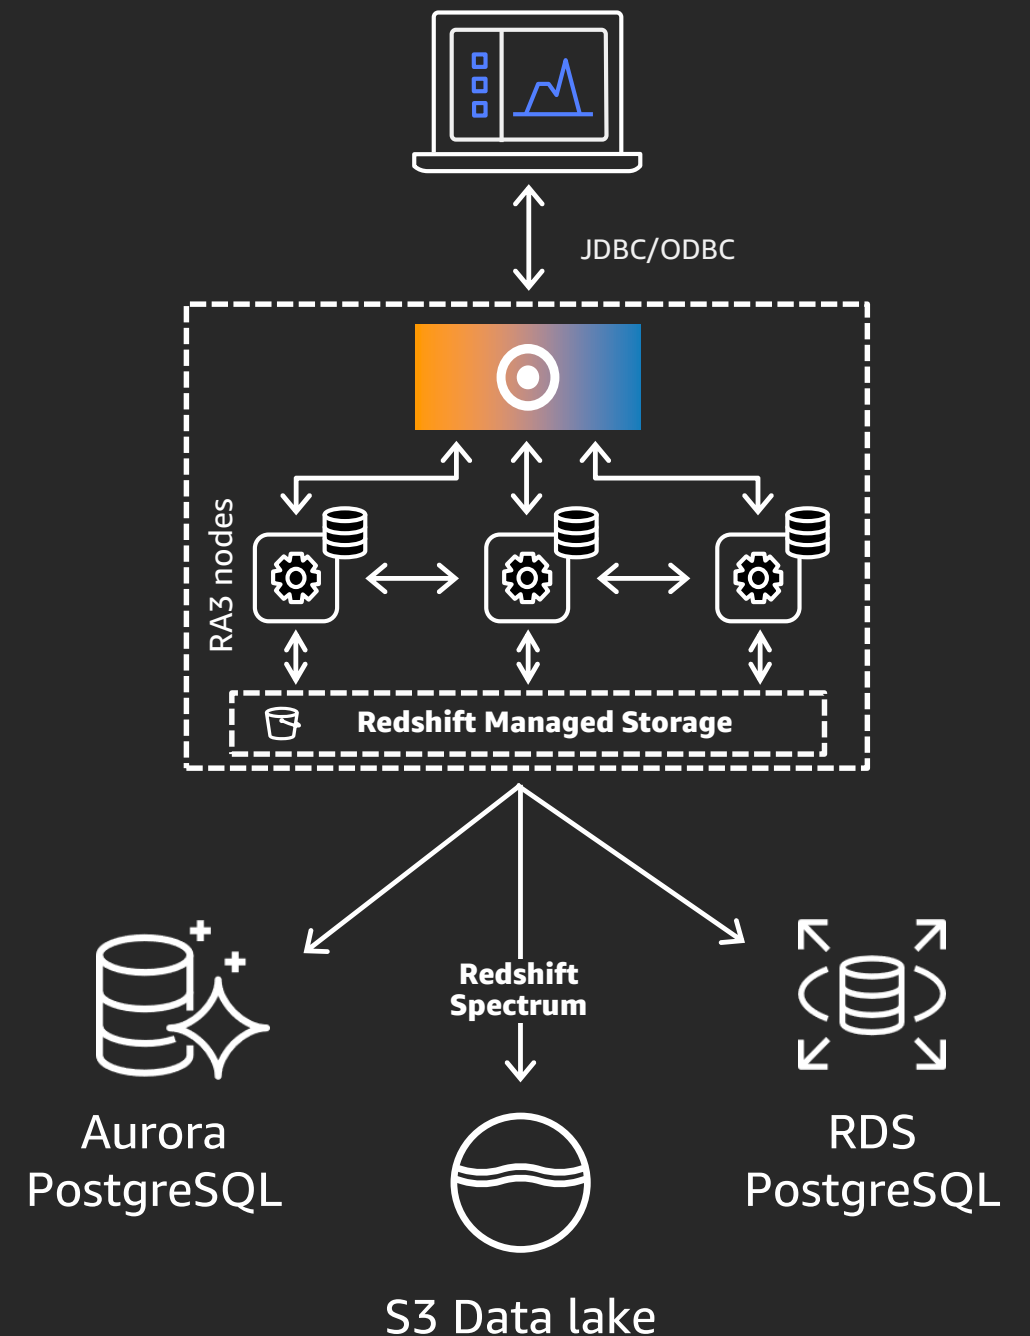 JDBC/ODBC
RA3 nodes
Redshift Managed Storage
Redshift
Spectrum
Aurora
PostgreSQL
RDS
PostgreSQL
S3 Data lake